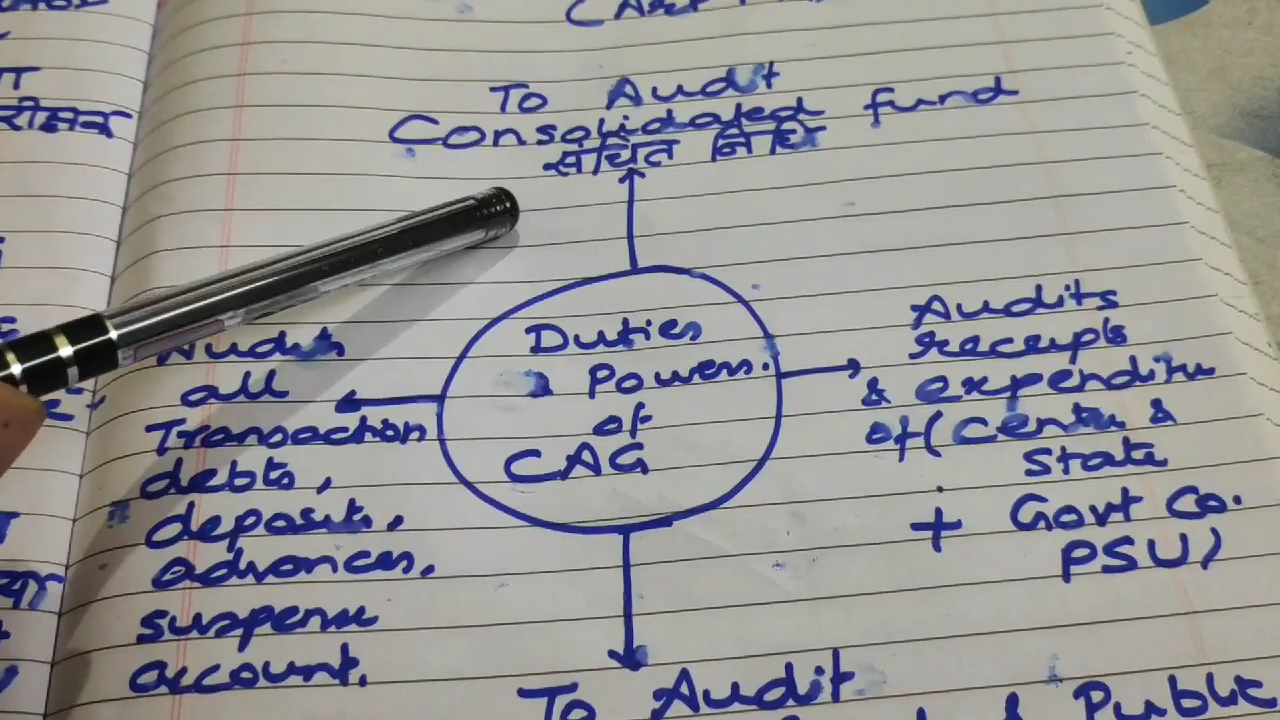 To Audit
Consolidated fund
संचित निधि
Duties
& Powers.
of
CAG
Audits
receipts
& expenditure
of (Centre &
State
+ Govt Co.
PSU)
Audits
all
Transaction
debts,
deposits,
advances,
suspense
account.
To Audit
Public